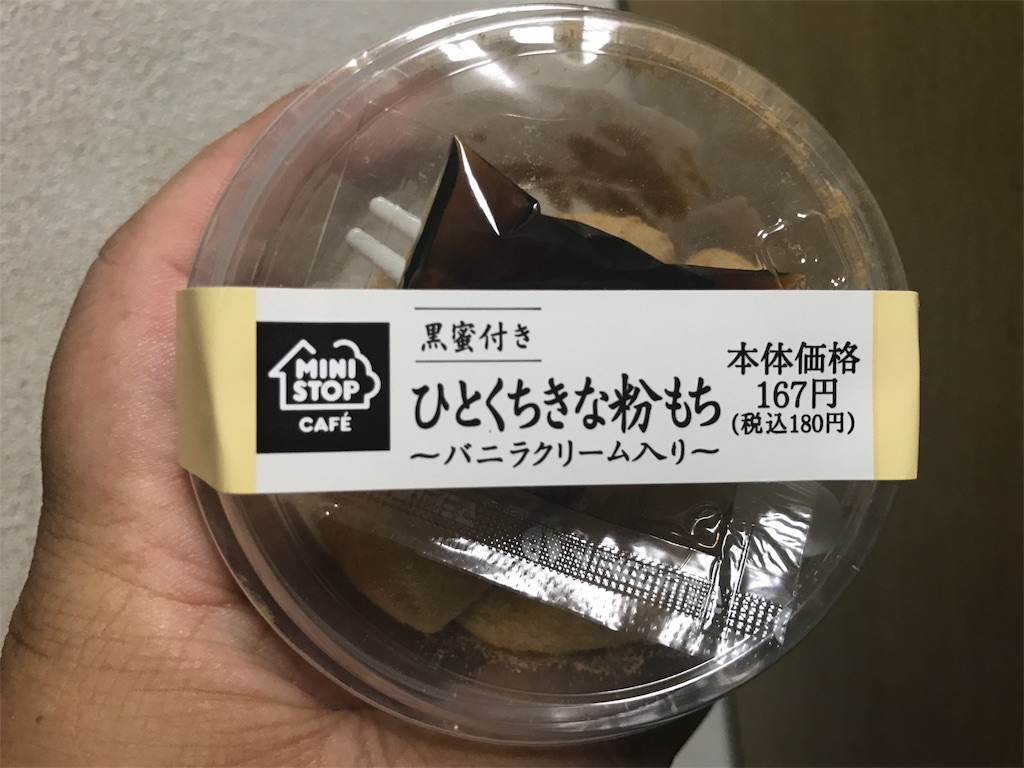 MINI
STOP
CAFÉ
黒蜜付き
ひとくちきな粉もち
～バニラクリーム入り～
本体価格
167円
(税込180円)